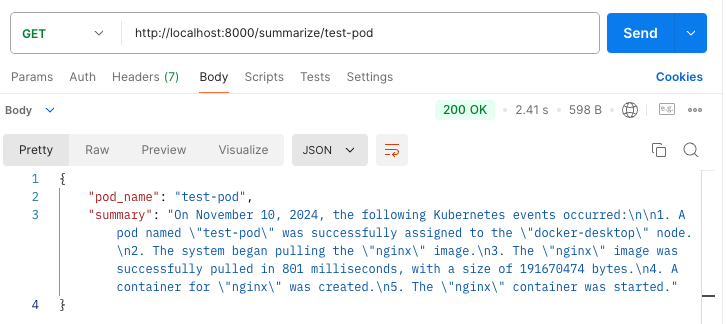 GET http://localhost:8000/summarize/test-pod Send
Params Auth Headers (7) Body Scripts Tests Settings Cookies
Body 200 OK 2.41 s 598 B e.g.
Pretty Raw Preview Visualize JSON
1 {
2 "pod_name": "test-pod",
3 "summary": "On November 10, 2024, the following Kubernetes events occurred:\n\n1. A
pod named \"test-pod\" was successfully assigned to the \"docker-desktop\" node.
\n2. The system began pulling the \"nginx\" image.\n3. The \"nginx\" image was
successfully pulled in 801 milliseconds, with a size of 191670474 bytes.\n4. A
container for \"nginx\" was created.\n5. The \"nginx\" container was started."
4 }